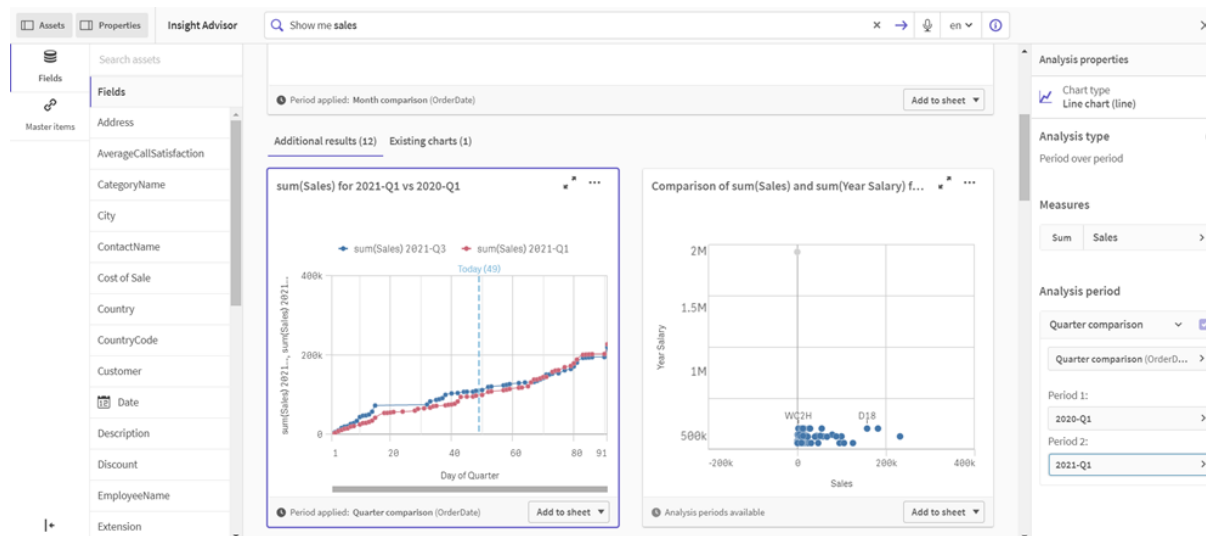 Assets
Properties
Insight Advisor
Show me sales
en
Fields
Master items
Search assets
Fields
Address
AverageCallSatisfaction
CategoryName
City
ContactName
Cost of Sale
Country
CountryCode
Customer
Date
Description
Discount
EmployeeName
Extension
Period applied: Month comparison (OrderDate)
Add to sheet
Additional results (12)
Existing charts (1)
sum(Sales) for 2021-Q1 vs 2020-Q1
sum(Sales) 2021-Q3
sum(Sales) 2021-Q1
Today (49)
sum(Sales) 2021..., sum(Sales) 2021...
400k
200k
0
1 20 40 60 80 91
Day of Quarter
Period applied: Quarter comparison (OrderDate)
Add to sheet
Comparison of sum(Sales) and sum(Year Salary) f...
Year Salary
2M
1.5M
1M
500k
WC2H
D18
-200k 0 200k 400k
Sales
Analysis periods available
Add to sheet
Analysis properties
Chart type
Line chart (line)
Analysis type
Period over period
Measures
Sum Sales
Analysis period
Quarter comparison
Quarter comparison (OrderD...
Period 1:
2020-Q1
Period 2:
2021-Q1